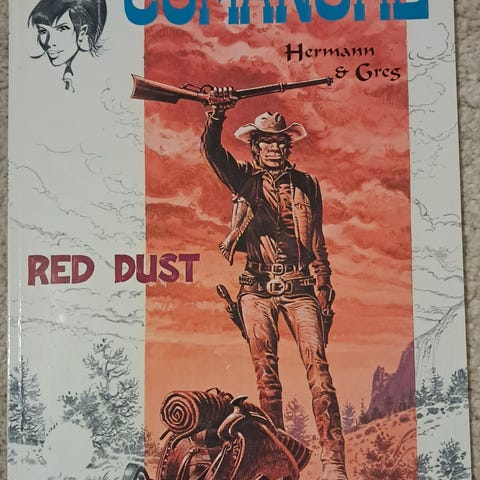 COMANCHE
Hermann
& Greg
RED DUST